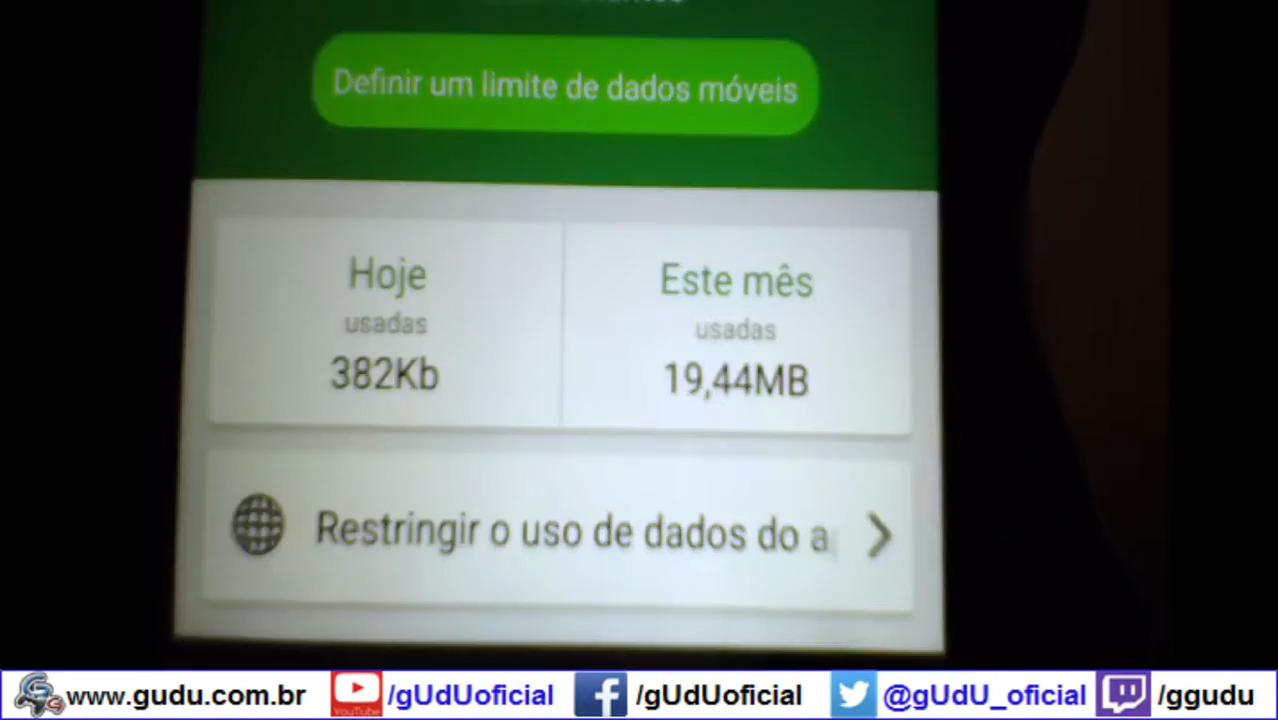 Definir um limite de dados móveis
Hoje
usadas
382Kb
Este mês
usadas
19,44MB
Restringir o uso de dados do a
www.gudu.com.br
YouTube
/gUdUoficial
/gUdUoficial
@gUdU_oficial
/ggudu